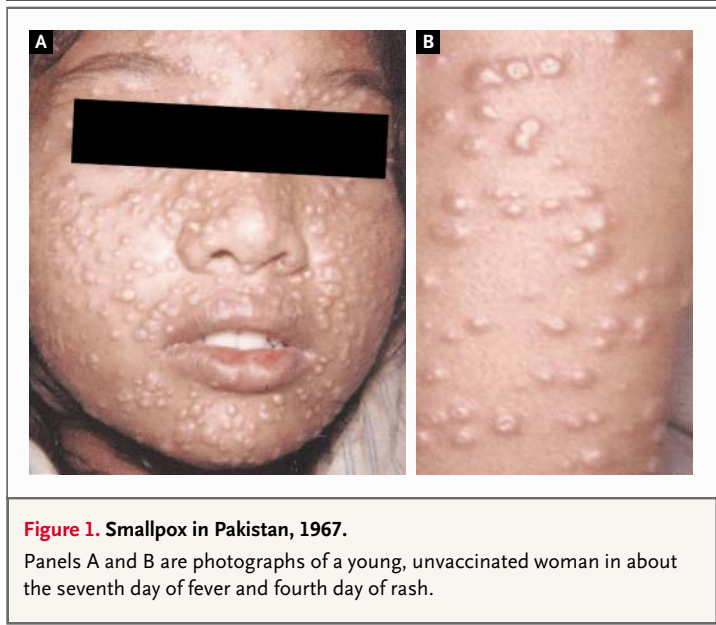 A
B
Figure 1. Smallpox in Pakistan, 1967.
Panels A and B are photographs of a young, unvaccinated woman in about
the seventh day of fever and fourth day of rash.